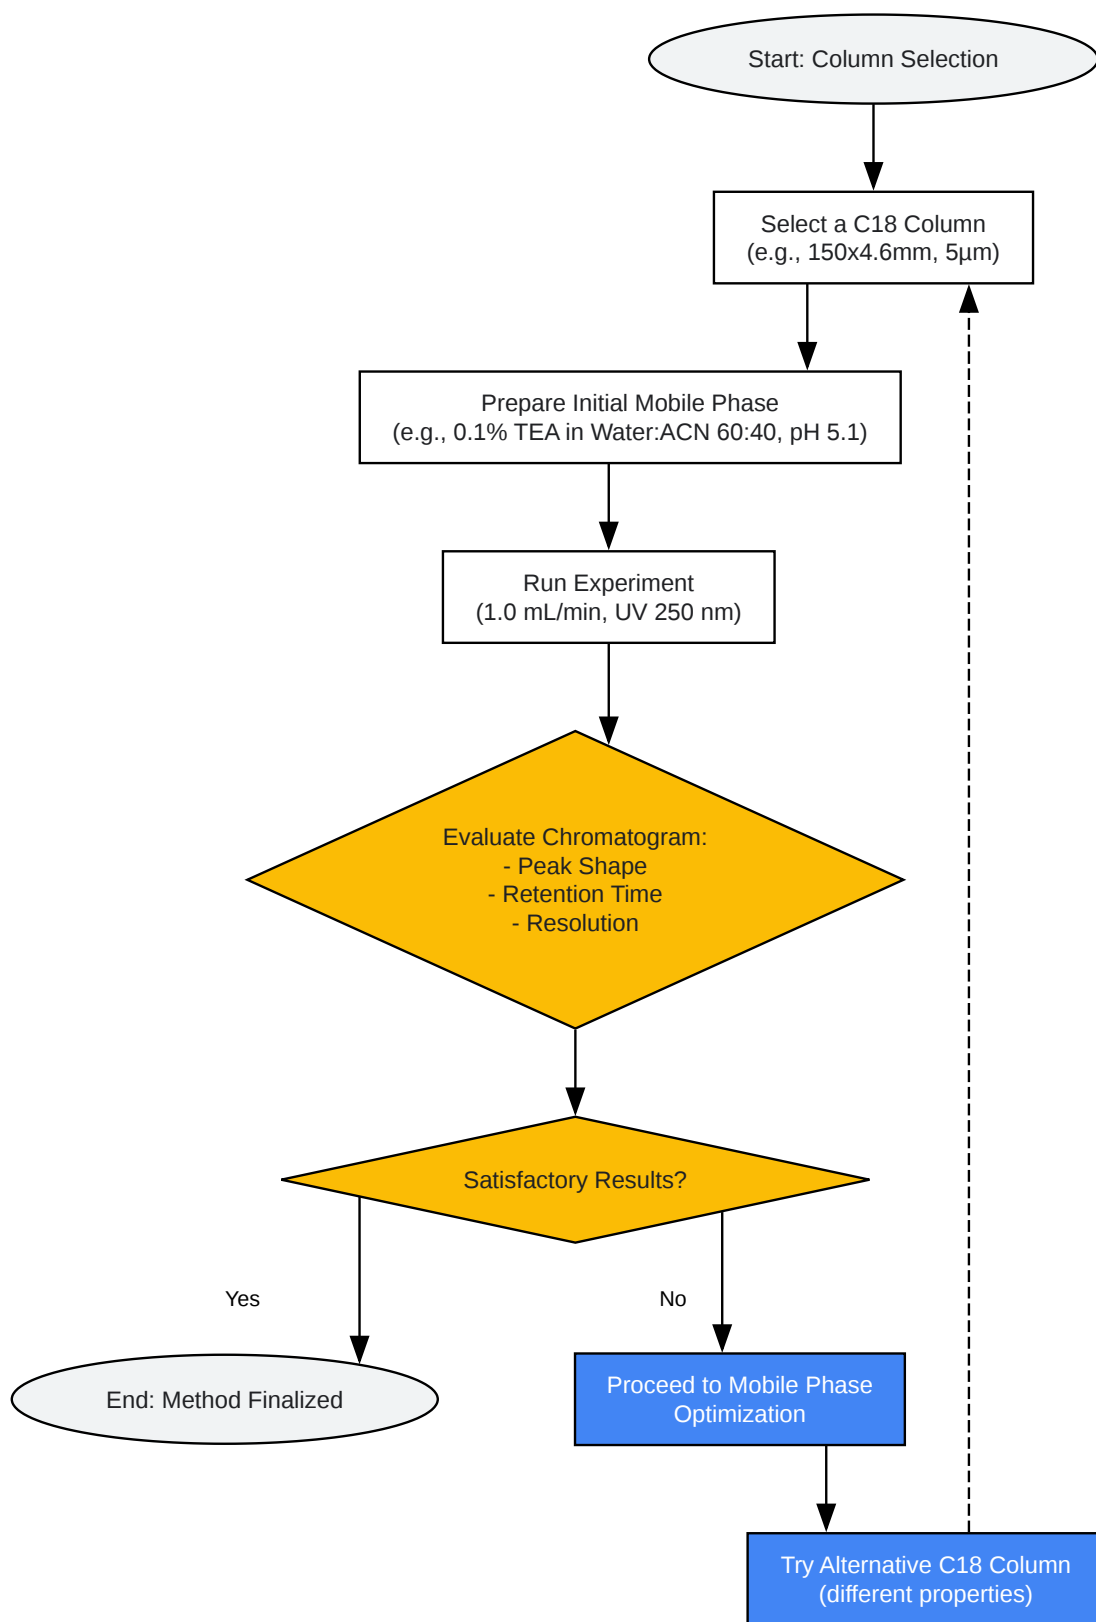 Start: Column Selection
Select a C18 Column
(e.g., 150x4.6mm, 5µm)
Prepare Initial Mobile Phase
(e.g., 0.1% TEA in Water:ACN 60:40, pH 5.1)
Run Experiment
(1.0 mL/min, UV 250 nm)
Evaluate Chromatogram:
- Peak Shape
- Retention Time
- Resolution
Satisfactory Results?
Yes
No
End: Method Finalized
Proceed to Mobile Phase
Optimization
Try Alternative C18 Column
(different properties)